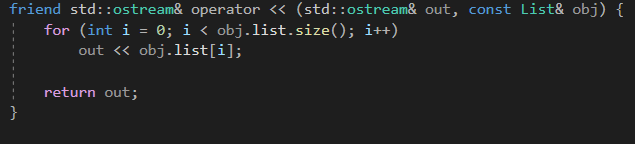 friend std::ostream& operator << (std::ostream& out, const List& obj) {
    for (int i = 0; i < obj.list.size(); i++)
        out << obj.list[i];

    return out;
}